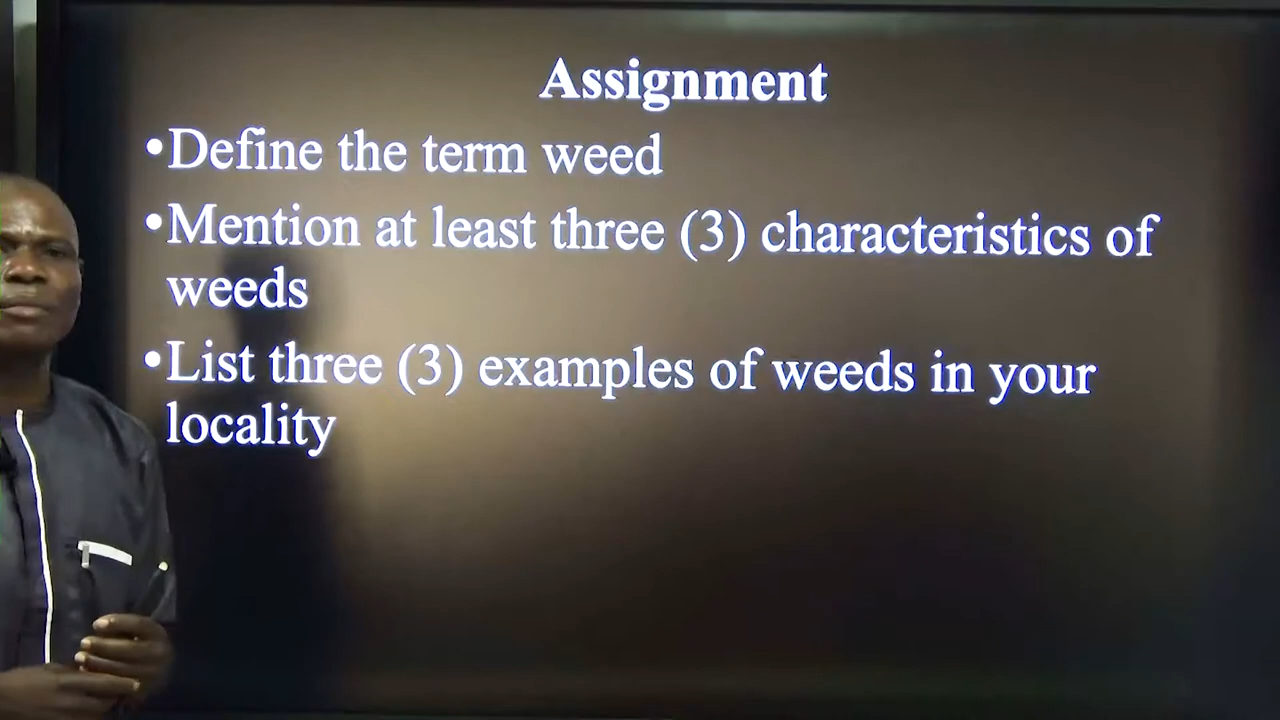 Assignment
•Define the term weed
•Mention at least three (3) characteristics of
weeds
•List three (3) examples of weeds in your
locality